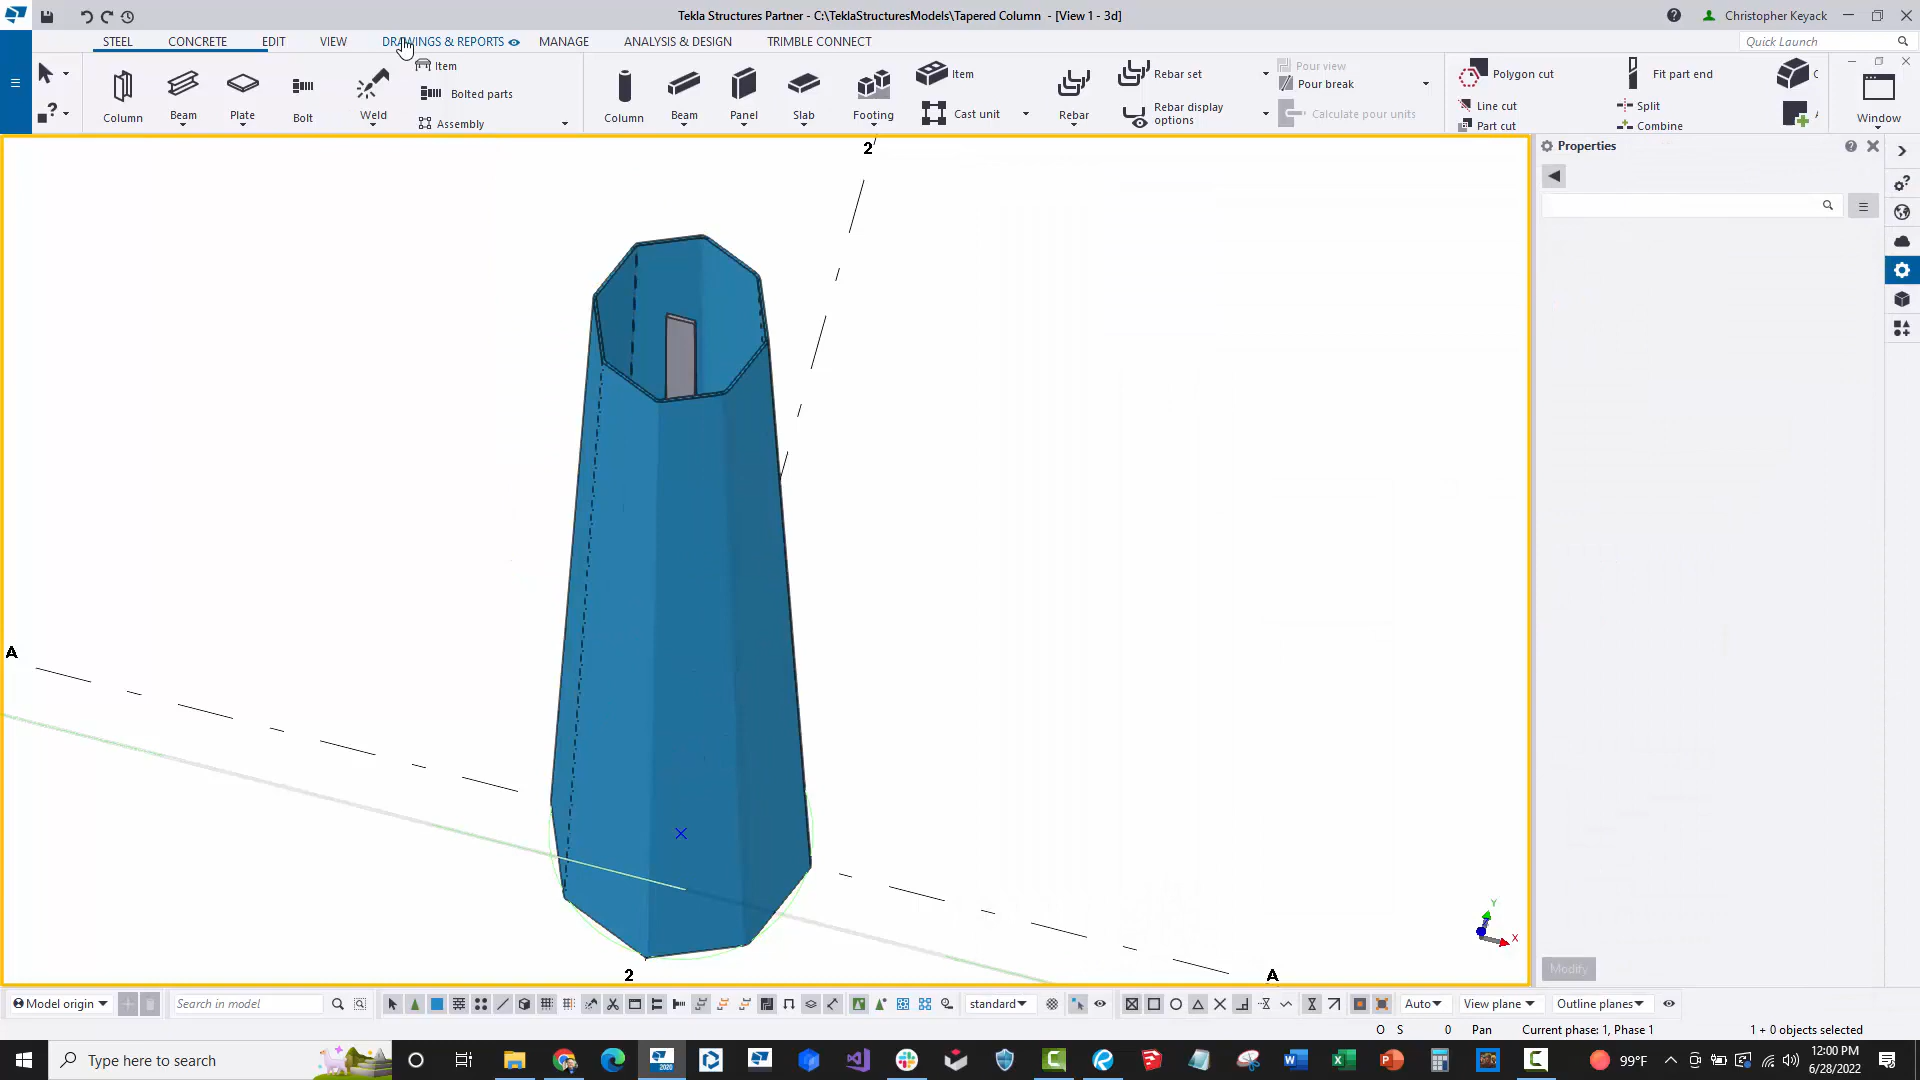 Tekla Structures Partner - C:\TeklaStructuresModels\Tapered Column - [View 1 - 3d]
Christopher Keyack
STEEL CONCRETE EDIT VIEW DRAWINGS & REPORTS MANAGE ANALYSIS & DESIGN TRIMBLE CONNECT
Quick Launch
Column Beam Plate Bolt Weld
Item
Bolted parts
Assembly
Column Beam Panel Slab Footing
Item
Cast unit
Rebar
Rebar set
Rebar display
options
Pour view
Pour break
Calculate pour units
Polygon cut
Line cut
Part cut
Fit part end
Split
Combine
Window
Properties
2
A
2
A
Y
X
Modify
Model origin
Search in model
standard
Auto
View plane
Outline planes
O S 0 Pan Current phase: 1, Phase 1 1 + 0 objects selected
Type here to search
2020
99°F
12:00 PM
6/28/2022